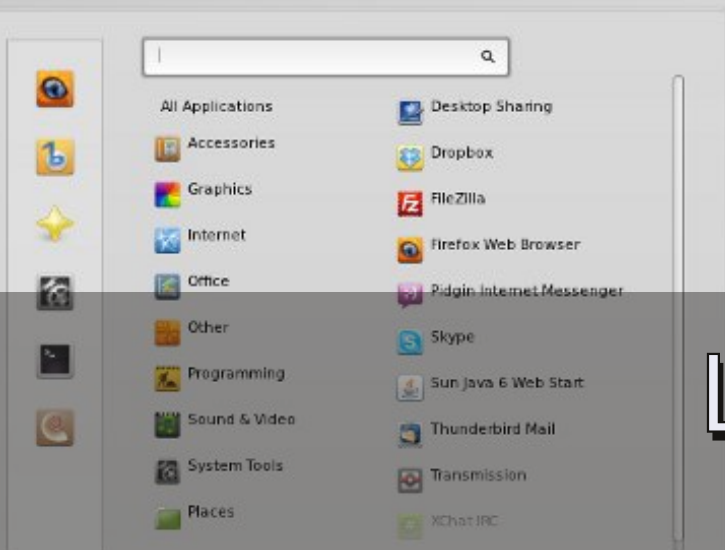 All Applications
Accessories
Graphics
Internet
Office
Other
Programming
Sound & Video
System Tools
Places
Desktop Sharing
Dropbox
FileZilla
Firefox Web Browser
Pidgin Internet Messenger
Skype
Sun Java 6 Web Start
Thunderbird Mail
Transmission
XChat IRC